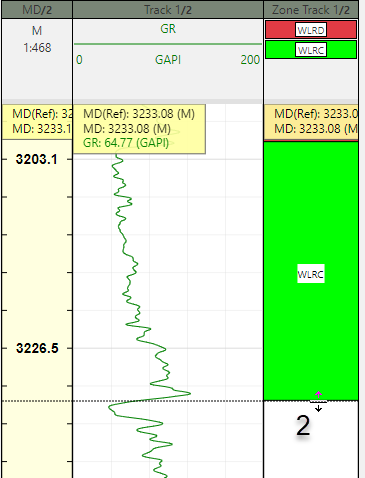 MD/2
Track 1/2
Zone Track 1/2
M
1:468
GR
0
GAPI
200
WLRD
WLRC
MD(Ref): 32
MD: 3233.1
MD(Ref): 3233.08 (M)
MD: 3233.08 (M)
GR: 64.77 (GAPI)
MD(Ref): 3233.0
MD: 3233.08 (M
3203.1
WLRC
3226.5
2